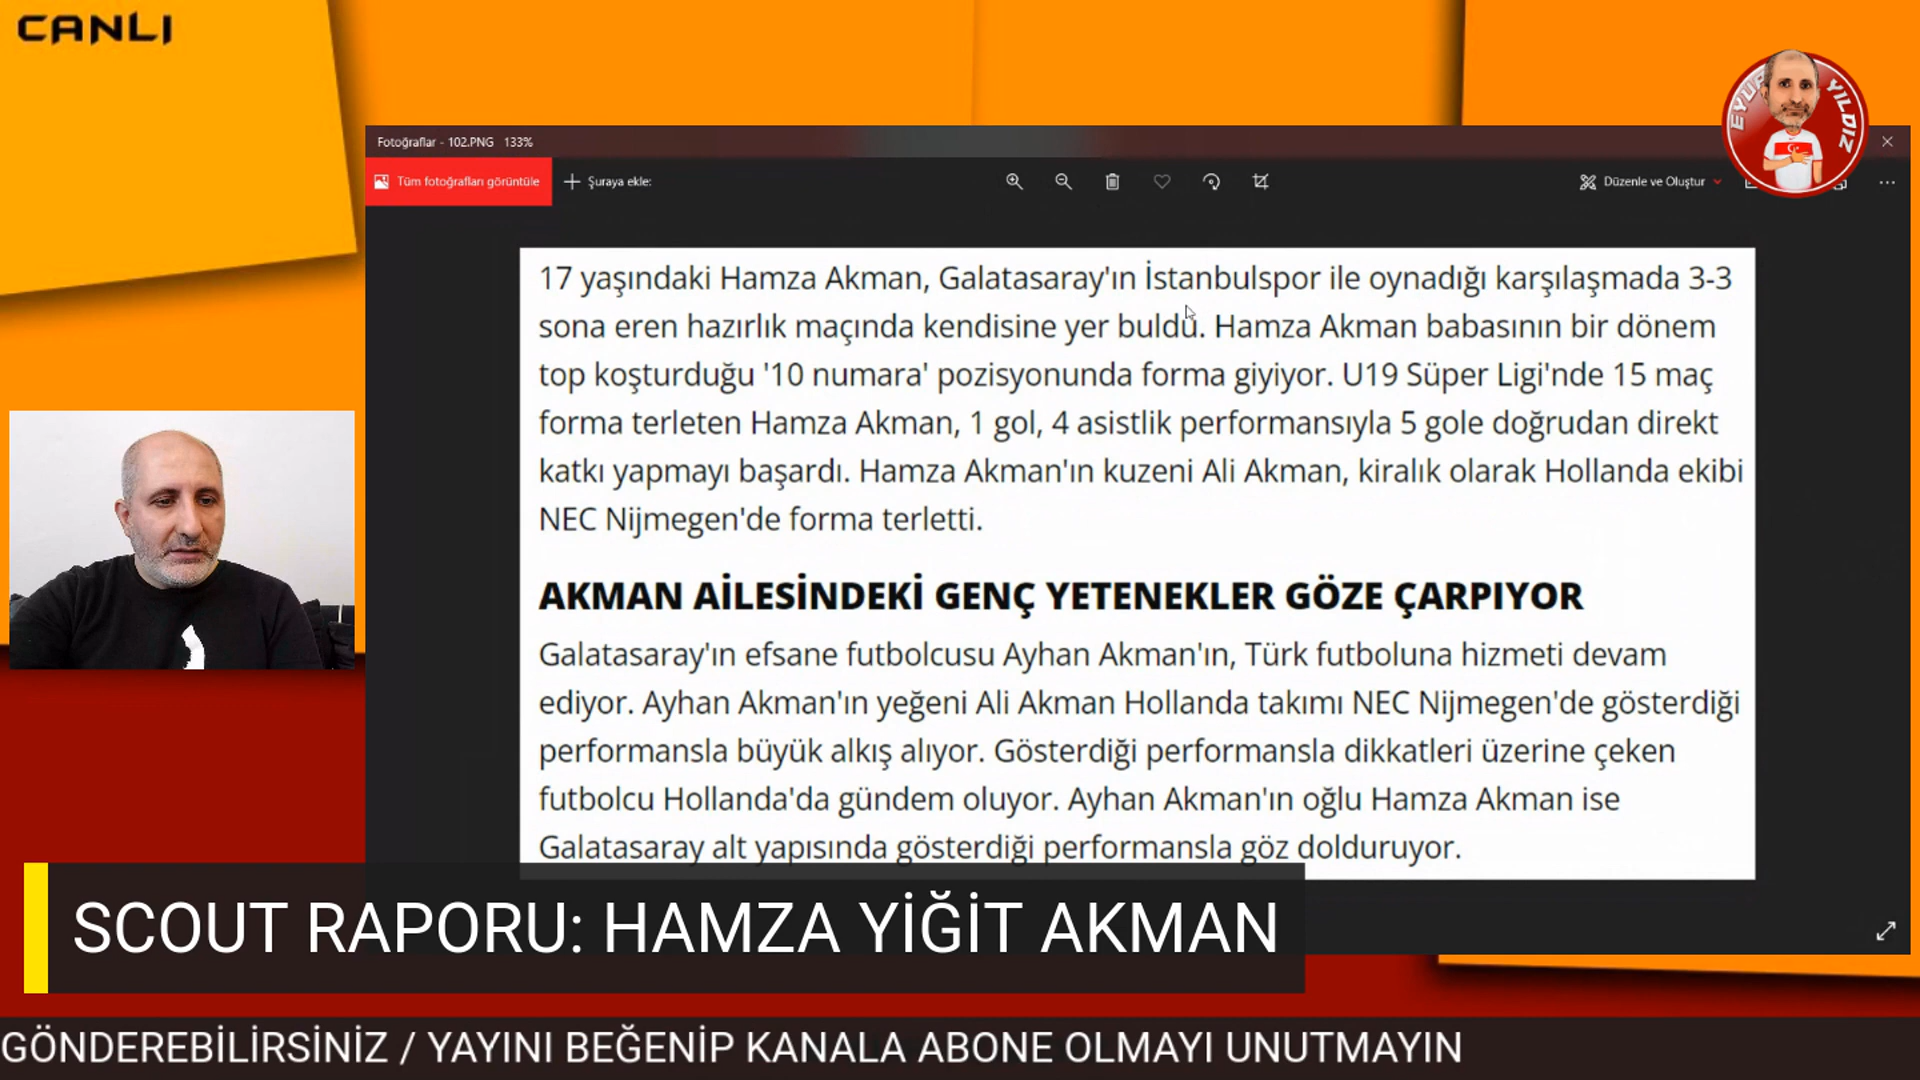 CANLI
EYÜP YILDIZ
Fotoğraflar - 102.PNG 133%
Tüm fotoğrafları görüntüle
Şuraya ekle:
Düzenle ve Oluştur
17 yaşındaki Hamza Akman, Galatasaray'ın İstanbulspor ile oynadığı karşılaşmada 3-3
sona eren hazırlık maçında kendisine yer buldu. Hamza Akman babasının bir dönem
top koşturduğu '10 numara' pozisyonunda forma giyiyor. U19 Süper Ligi'nde 15 maç
forma terleten Hamza Akman, 1 gol, 4 asistlik performansıyla 5 gole doğrudan direkt
katkı yapmayı başardı. Hamza Akman'ın kuzeni Ali Akman, kiralık olarak Hollanda ekibi
NEC Nijmegen'de forma terletti.
AKMAN AİLESİNDEKİ GENÇ YETENEKLER GÖZE ÇARPIYOR
Galatasaray'ın efsane futbolcusu Ayhan Akman'ın, Türk futboluna hizmeti devam
ediyor. Ayhan Akman'ın yeğeni Ali Akman Hollanda takımı NEC Nijmegen'de gösterdiği
performansla büyük alkış alıyor. Gösterdiği performansla dikkatleri üzerine çeken
futbolcu Hollanda'da gündem oluyor. Ayhan Akman'ın oğlu Hamza Akman ise
Galatasaray alt yapısında gösterdiği performansla göz dolduruyor.
SCOUT RAPORU: HAMZA YİĞİT AKMAN
GÖNDEREBİLİRSİNİZ / YAYINI BEĞENİP KANALA ABONE OLMAYI UNUTMAYIN